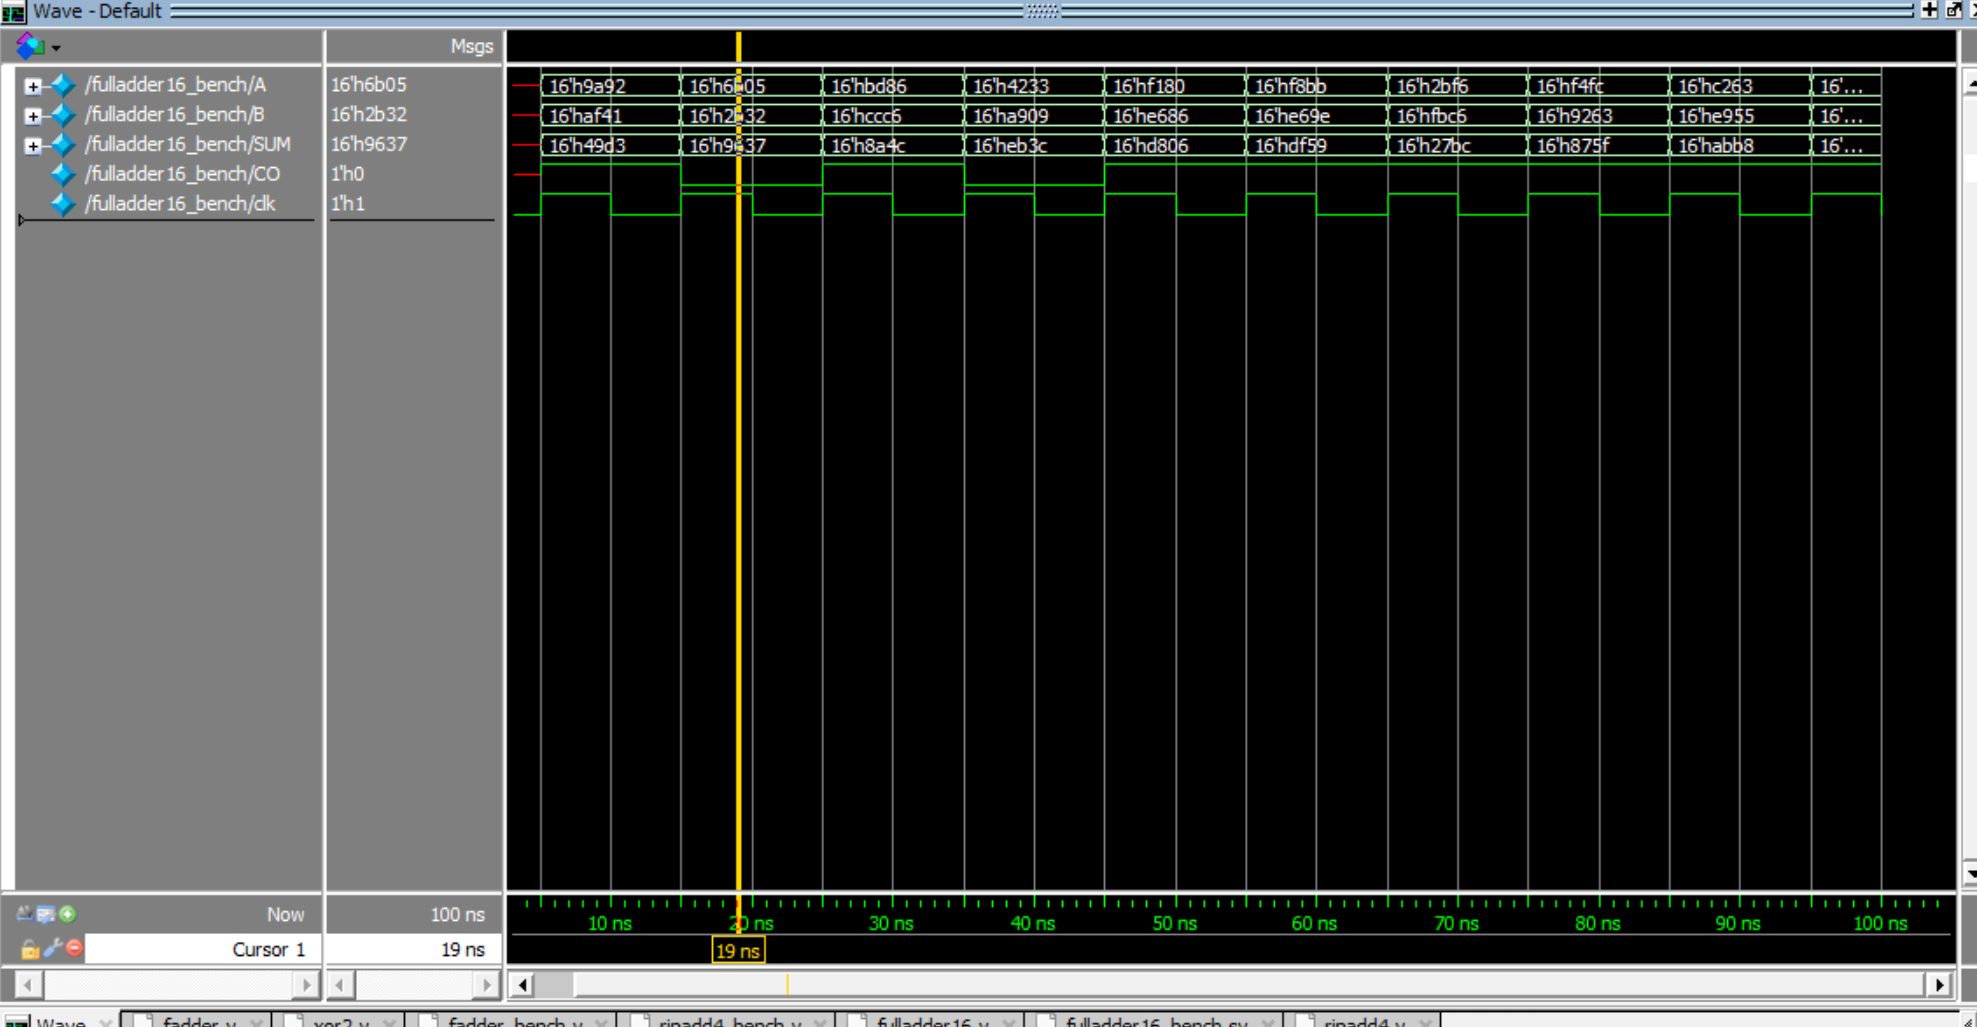 Wave - Default
Msgs
/fulladder16_bench/A 16'h6b05 16'h9a92 16'h6b05 16'hbd86 16'h4233 16'hf180 16'hf8bb 16'h2bf6 16'hf4fc 16'hc263 16'...
/fulladder16_bench/B 16'h2b32 16'haf41 16'h2b32 16'hccc6 16'ha909 16'he686 16'he69e 16'hfbc6 16'h9263 16'he955 16'...
/fulladder16_bench/SUM 16'h9637 16'h49d3 16'h9637 16'h8a4c 16'heb3c 16'hd806 16'hdf59 16'h27bc 16'h875f 16'habb8 16'...
/fulladder16_bench/CO 1'h0
/fulladder16_bench/clk 1'h1
Now 100 ns 10 ns 20 ns 30 ns 40 ns 50 ns 60 ns 70 ns 80 ns 90 ns 100 ns
Cursor 1 19 ns 19 ns
Wave fadder.v xor2.v fadder_bench.v ripadd4_bench.v fulladder16.v fulladder16_bench.sv ripadd4.v